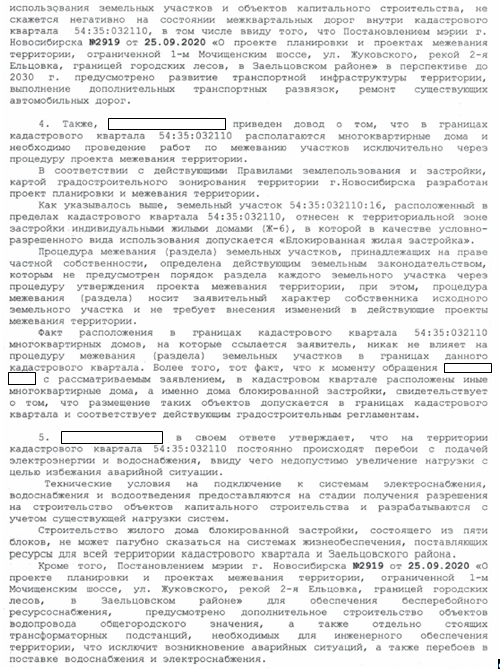 использования земельных участков и объектов капитального строительства, не
скажется негативно на состоянии межквартальных дорог внутри кадастрового
квартала 54:35:032110, в том числе ввиду того, что Постановлением мэрии г.
Новосибирска №2919 от 25.09.2020 «О проекте планировки и проектах межевания
территории, ограниченной 1-м Мочищенским шоссе, ул. Жуковского, рекой 2-я
Ельцовка, границей городских лесов, в Заельцовском районе» в перспективе до
2030 г. предусмотрено развитие транспортной инфраструктуры территории,
выполнение дополнительных транспортных развязок, ремонт существующих
автомобильных дорог.
4. Также, приведен довод о том, что в границах
кадастрового квартала 54:35:032110 располагаются многоквартирные дома и
необходимо проведение работ по межеванию участков исключительно через
процедуру проекта межевания территории.
В соответствии с действующими Правилами землепользования и застройки,
картой градостроительного зонирования территории г.Новосибирска разработан
проект планировки и межевания территории.
Как указывалось выше, земельный участок 54:35:032110:16, расположенный в
пределах кадастрового квартала 54:35:032110, отнесен к территориальной зоне
застройки индивидуальными жилыми домами (Ж-6), в которой в качестве условно-
разрешенного вида использования допускается «Блокированная жилая застройка».
Процедура межевания (раздела) земельных участков, принадлежащих на праве
частной собственности, определена действующим земельным законодательством,
которым не предусмотрен порядок раздела каждого земельного участка через
процедуру утверждения проекта межевания территории, при этом, процедура
межевания (раздела) носит заявительный характер собственника исходного
земельного участка и не требует внесения изменений в действующие проекты
межевания территории.
Факт расположения в границах кадастрового квартала 54:35:032110
многоквартирных домов, на которые ссылается заявитель, никак не влияет на
процедуру межевания (раздела) земельных участков в границах данного
кадастрового квартала. Более того, тот факт, что к моменту обращения
с рассматриваемым заявлением, в кадастровом квартале расположены иные
многоквартирные дома, а именно дома блокированной застройки, свидетельствует
о том, что размещение таких объектов допускается в границах кадастрового
квартала и соответствует действующим градостроительным регламентам.
5. в своем ответе утверждает, что на территории
кадастрового квартала 54:35:032110 постоянно происходят перебои с подачей
электроэнергии и водоснабжения, ввиду чего недопустимо увеличение нагрузки с
целью избежания аварийной ситуации.
Технические условия на подключение к системам электроснабжения,
водоснабжения и водоотведения предоставляются на стадии получения разрешения
на строительство объектов капитального строительства и разрабатываются с
учетом существующей нагрузки систем.
Строительство жилого дома блокированной застройки, состоящего из пяти
блоков, не может пагубно сказаться на системах жизнеобеспечения, поставляющих
ресурсы для всей территории кадастрового квартала и Заельцовского района.
Кроме того, Постановлением мэрии г. Новосибирска №2919 от 25.09.2020 «О
проекте планировки и проектах межевания территории, ограниченной 1-м
Мочищенским шоссе, ул. Жуковского, рекой 2-я Ельцовка, границей городских
лесов, в Заельцовском районе» для обеспечения бесперебойного
ресурсоснабжения, предусмотрено дополнительное строительство объектов
водопровода общегородского значения, а также отдельно стоящих
трансформаторных подстанций, необходимых для инженерного обеспечения
территории, что исключит возникновение аварийных ситуаций, а также перебоев в
поставке водоснабжения и электроснабжения.